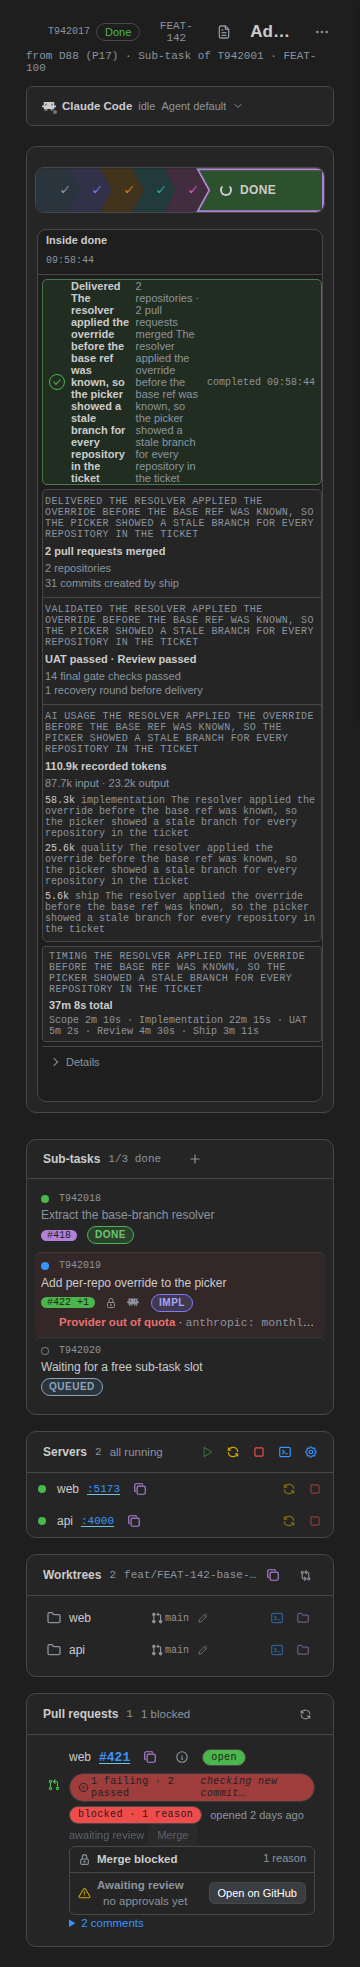 T942017 Done FEAT-142 Ad…
from D88 (P17) · Sub-task of T942001 · FEAT-
100
Claude Code idle Agent default
DONE
Inside done
09:58:44
Delivered The resolver applied the override before the base ref was known, so the picker showed a stale branch for every repository in the ticket
2 repositories · 2 pull requests merged The resolver applied the override before the base ref was known, so the picker showed a stale branch for every repository in the ticket
completed 09:58:44
DELIVERED THE RESOLVER APPLIED THE
OVERRIDE BEFORE THE BASE REF WAS KNOWN, SO
THE PICKER SHOWED A STALE BRANCH FOR EVERY
REPOSITORY IN THE TICKET
2 pull requests merged
2 repositories
31 commits created by ship
VALIDATED THE RESOLVER APPLIED THE
OVERRIDE BEFORE THE BASE REF WAS KNOWN, SO
THE PICKER SHOWED A STALE BRANCH FOR EVERY
REPOSITORY IN THE TICKET
UAT passed · Review passed
14 final gate checks passed
1 recovery round before delivery
AI USAGE THE RESOLVER APPLIED THE OVERRIDE
BEFORE THE BASE REF WAS KNOWN, SO THE
PICKER SHOWED A STALE BRANCH FOR EVERY
REPOSITORY IN THE TICKET
110.9k recorded tokens
87.7k input · 23.2k output
58.3k implementation The resolver applied the
override before the base ref was known, so
the picker showed a stale branch for every
repository in the ticket
25.6k quality The resolver applied the
override before the base ref was known, so
the picker showed a stale branch for every
repository in the ticket
5.6k ship The resolver applied the override
before the base ref was known, so the picker
showed a stale branch for every repository in
the ticket
TIMING THE RESOLVER APPLIED THE OVERRIDE
BEFORE THE BASE REF WAS KNOWN, SO THE
PICKER SHOWED A STALE BRANCH FOR EVERY
REPOSITORY IN THE TICKET
37m 8s total
Scope 2m 10s · Implementation 22m 15s · UAT
5m 2s · Review 4m 30s · Ship 3m 11s
Details
Sub-tasks 1/3 done
T942018
Extract the base-branch resolver
#418 DONE
T942019
Add per-repo override to the picker
#422 +1 IMPL
Provider out of quota · anthropic: monthl…
T942020
Waiting for a free sub-task slot
QUEUED
Servers 2 all running
web :5173
api :4000
Worktrees 2 feat/FEAT-142-base-…
web main
api main
Pull requests 1 1 blocked
web #421 open
1 failing · 2 passed checking new commit…
blocked · 1 reason opened 2 days ago
awaiting review Merge
Merge blocked 1 reason
Awaiting review
no approvals yet
Open on GitHub
2 comments